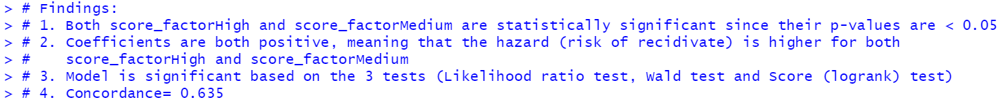 > # Findings:
> # 1. Both score_factorHigh and score_factorMedium are statistically significant since their p-values are < 0.05
> # 2. Coefficients are both positive, meaning that the hazard (risk of recidivate) is higher for both
> #    score_factorHigh and score_factorMedium
> # 3. Model is significant based on the 3 tests (Likelihood ratio test, Wald test and Score (logrank) test)
> # 4. Concordance= 0.635